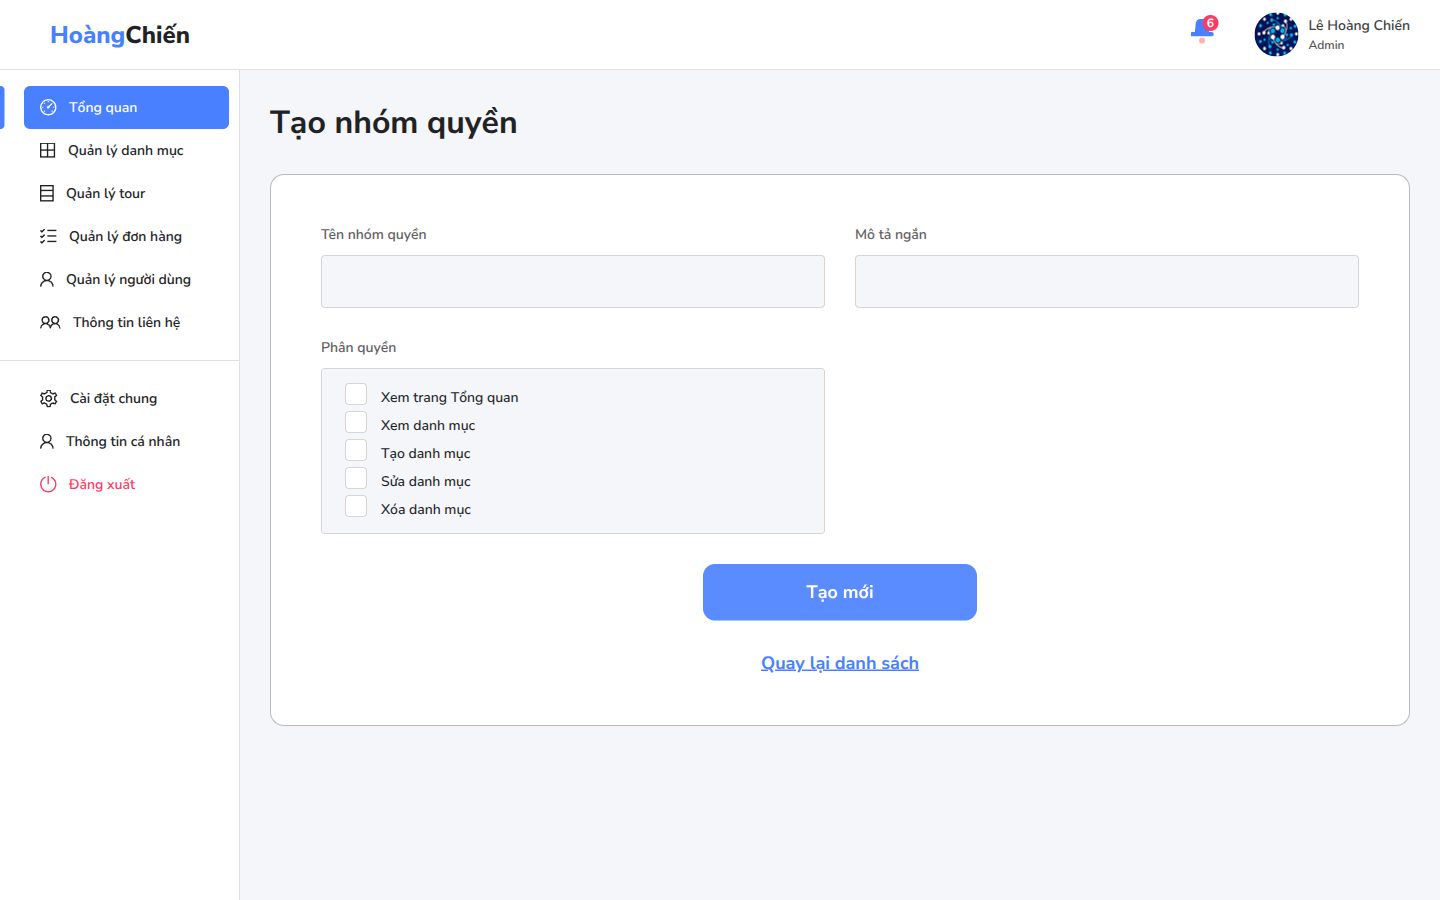 HoàngChiến
6
Lê Hoàng Chiến
Admin
Tổng quan
Quản lý danh mục
Quản lý tour
Quản lý đơn hàng
Quản lý người dùng
Thông tin liên hệ
Cài đặt chung
Thông tin cá nhân
Đăng xuất
Tạo nhóm quyền
Tên nhóm quyền
Mô tả ngắn
Phân quyền
Xem trang Tổng quan
Xem danh mục
Tạo danh mục
Sửa danh mục
Xóa danh mục
Tạo mới
Quay lại danh sách